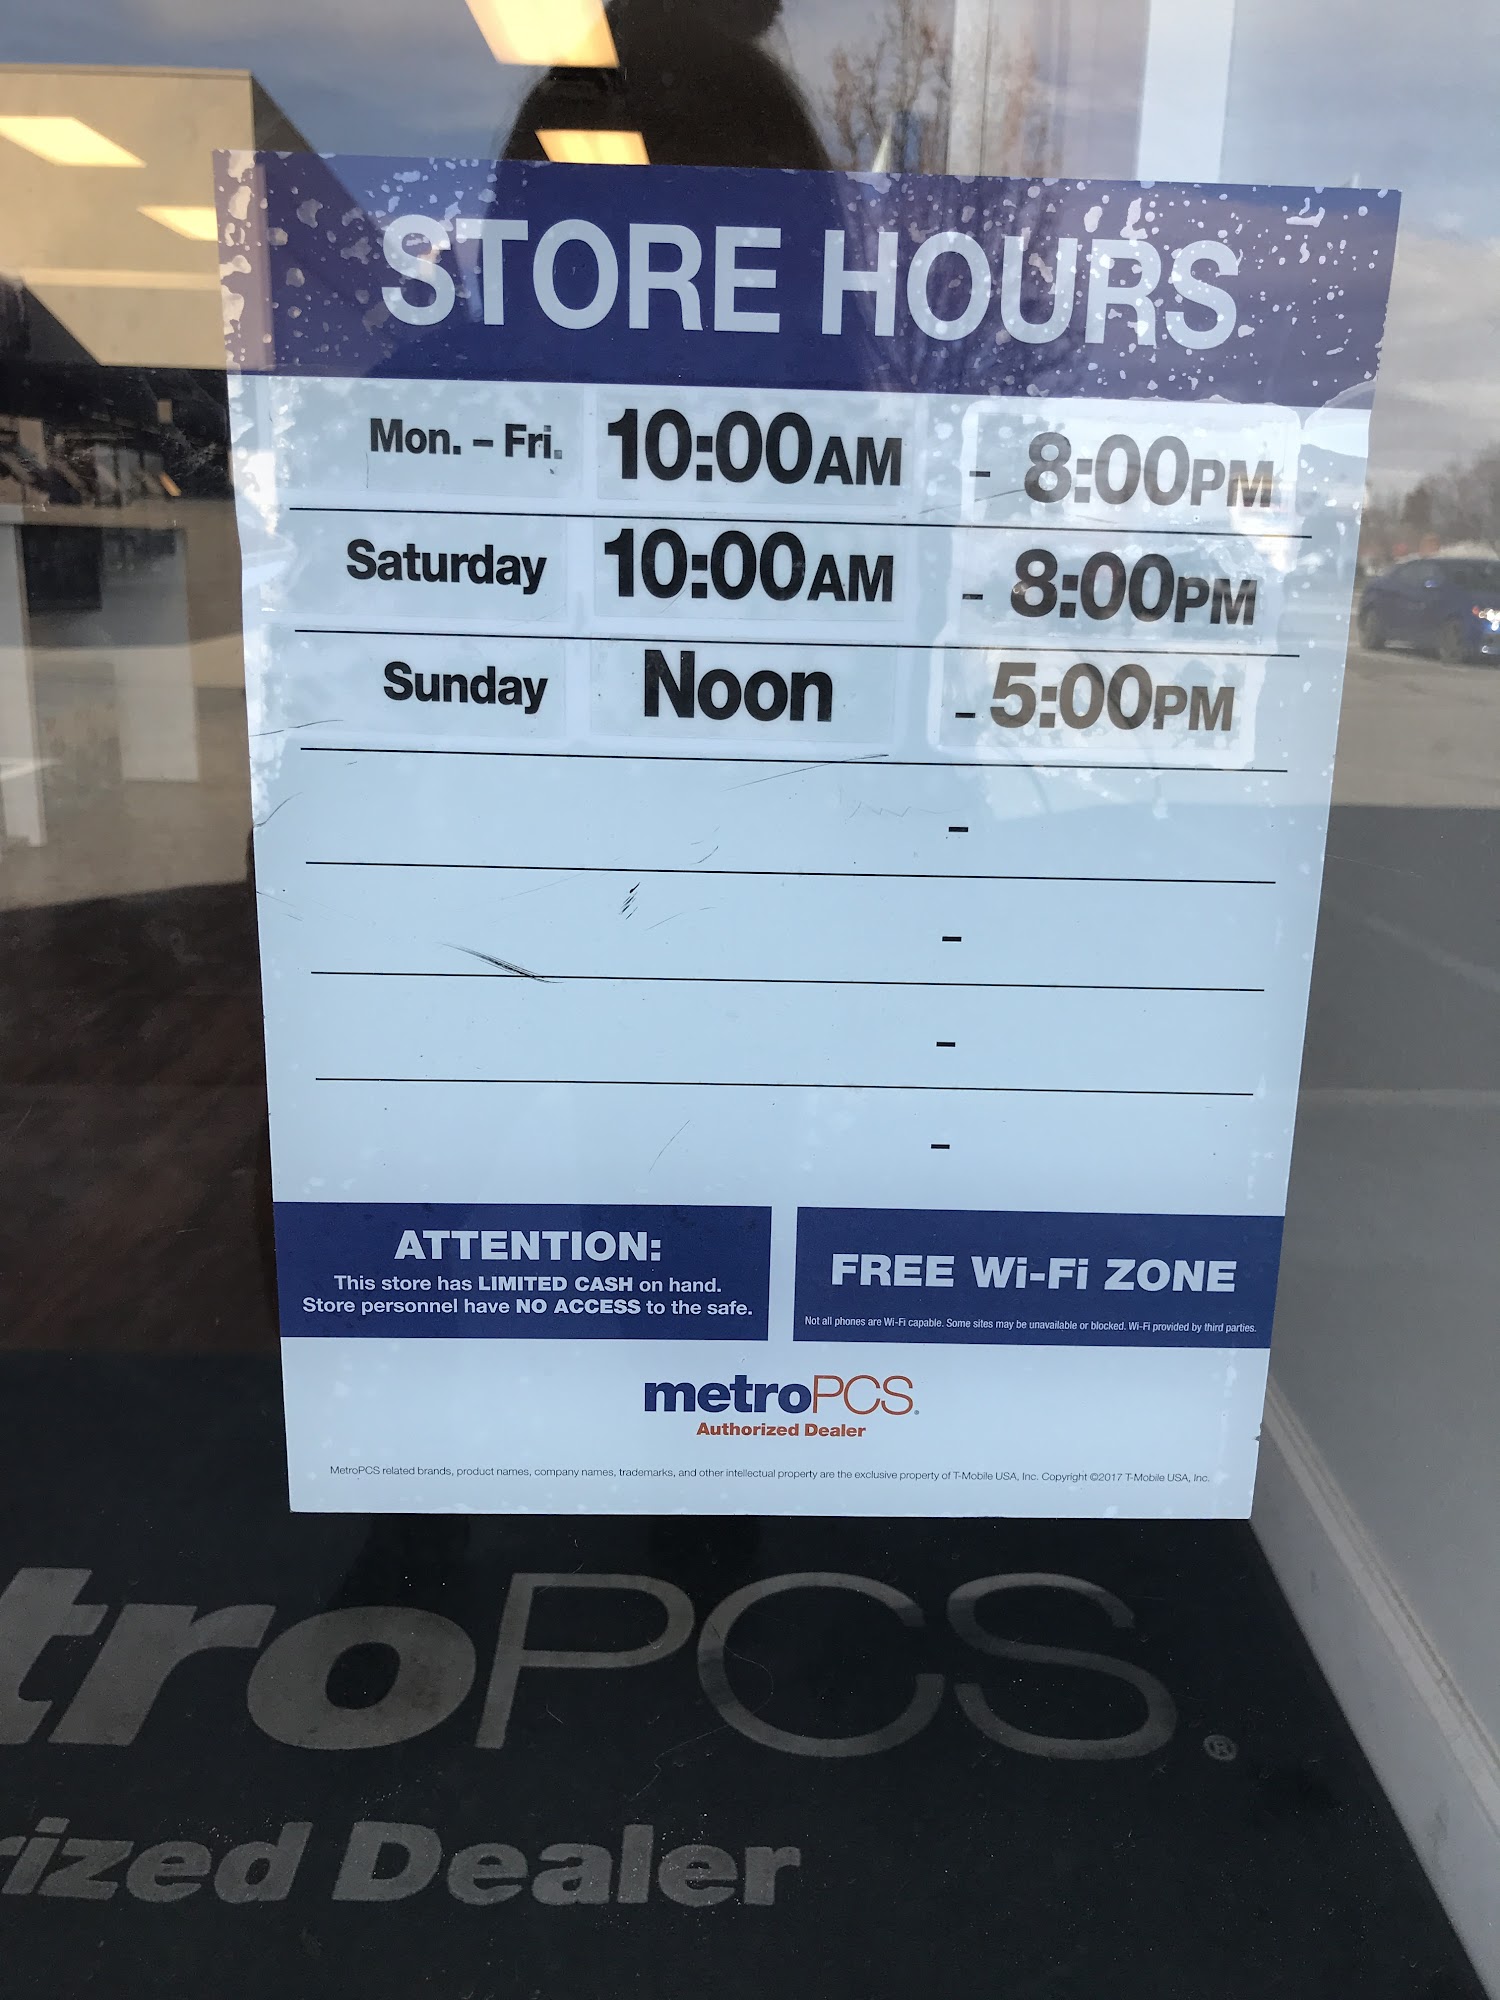 STORE HOURS
Mon. – Fri. 10:00AM - 8:00PM
Saturday 10:00AM - 8:00PM
Sunday Noon - 5:00PM
-
-
-
-
ATTENTION:
This store has LIMITED CASH on hand.
Store personnel have NO ACCESS to the safe.
FREE Wi-Fi ZONE
Not all phones are Wi-Fi capable. Some sites may be unavailable or blocked. Wi-Fi provided by third parties.
metroPCS.
Authorized Dealer
MetroPCS related brands, product names, company names, trademarks, and other intellectual property are the exclusive property of T-Mobile USA, Inc. Copyright ©2017 T-Mobile USA, Inc.
troPCS.®
rized Dealer